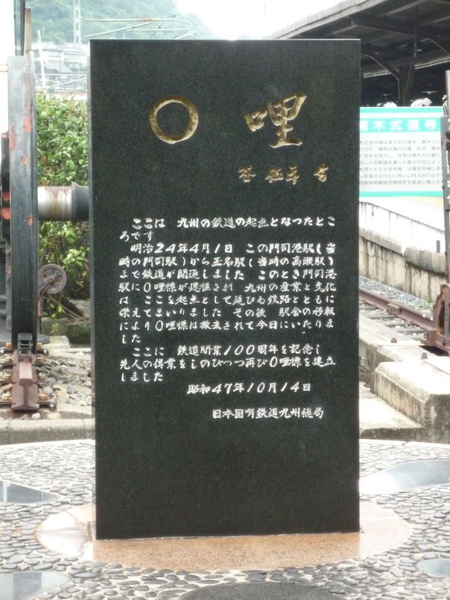 〇哩
ここは 九州の鉄道の起点となったとこ
ろです
明治24年4月1日 この門司港駅(当
時の門司駅)から玉名駅(当時の高瀬駅)
まで鉄道が開通しました このとき門司港
駅に0哩標が建植され 九州の産業と文化
は ここを起点として延びる鉄路とともに
栄えてまいりました その後 駅舎の移転
により0哩標は撤去されて今日にいたりま
した
ここに 鉄道開業100周年を記念し
先人の偉業をしのびつつ再び0哩標を建立
しました
昭和47年10月14日
日本国有鉄道九州総局
木式信号